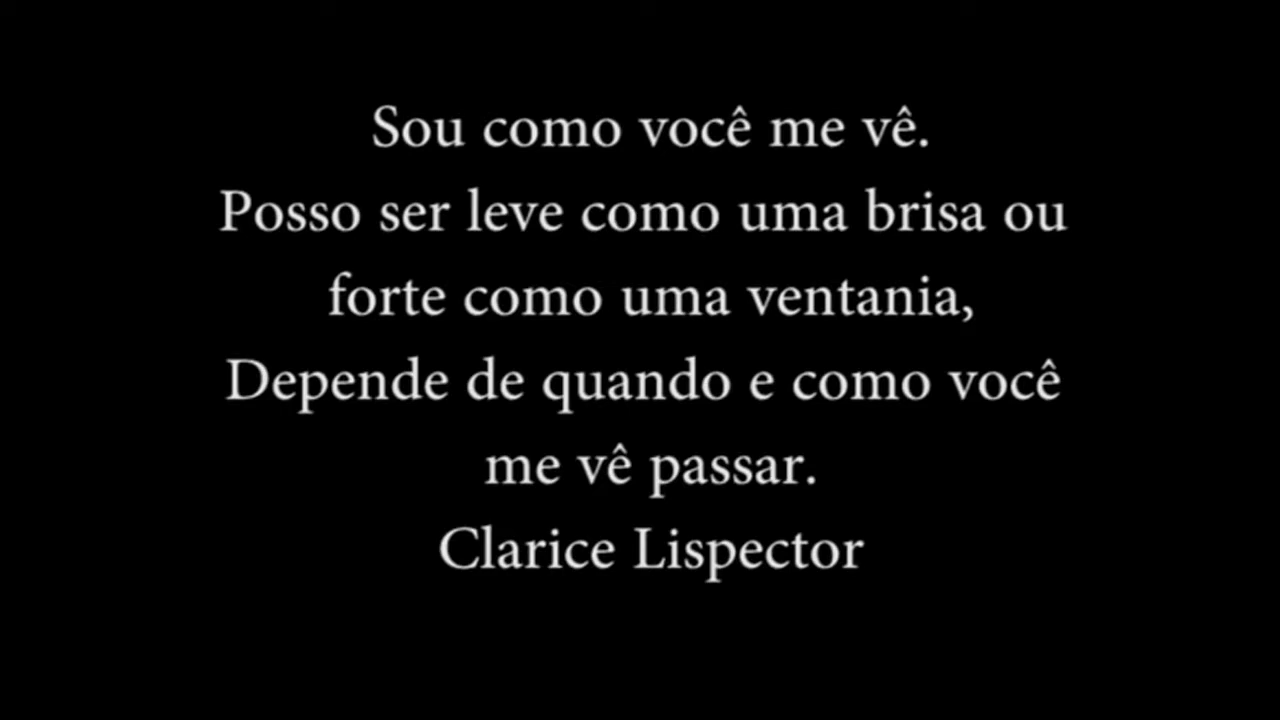 Sou como você me vê.
Posso ser leve como uma brisa ou
forte como uma ventania,
Depende de quando e como você
me vê passar.
Clarice Lispector